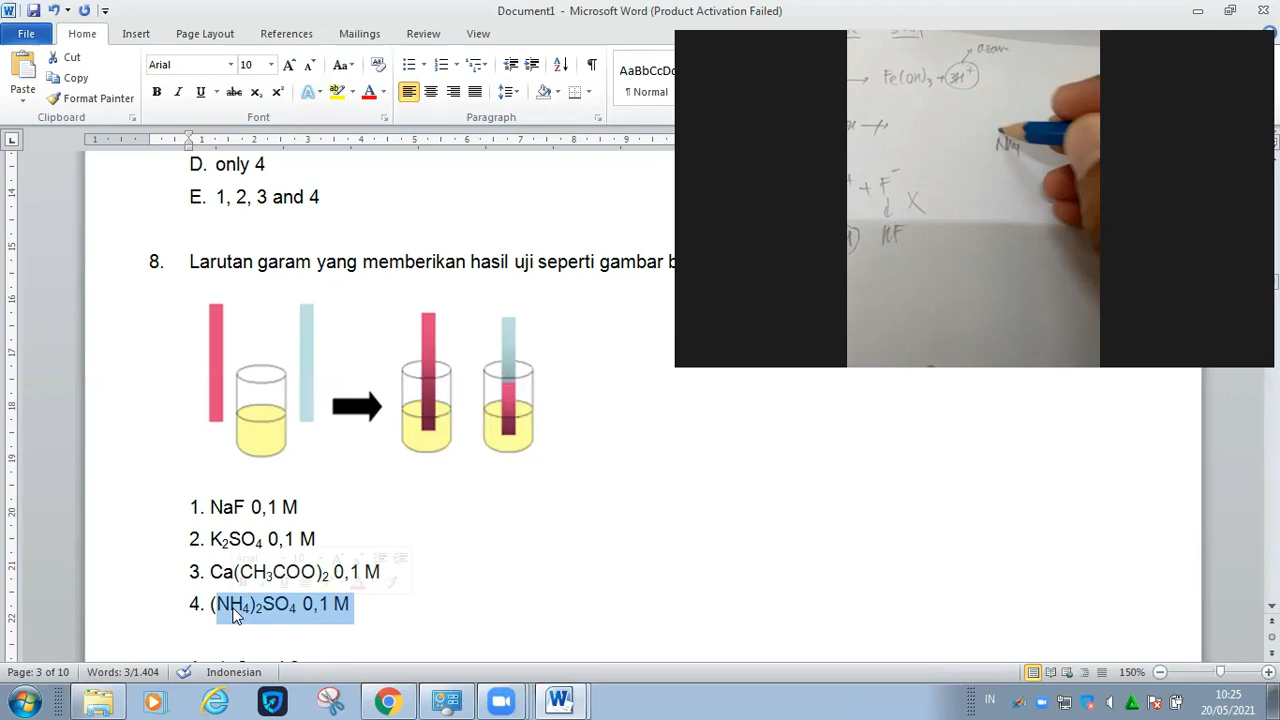 Document1 - Microsoft Word (Product Activation Failed)
File Home Insert Page Layout References Mailings Review View
Paste
Cut
Copy
Format Painter
Clipboard
Arial 10
Font
Paragraph
AaBbCcDc
¶ Normal
D. only 4
E. 1, 2, 3 and 4
8. Larutan garam yang memberikan hasil uji seperti gambar
1. NaF 0,1 M
2. K₂SO₄ 0,1 M
3. Ca(CH₃COO)₂ 0,1 M
4. (NH₄)₂SO₄ 0,1 M
asam
→ Fe(OH)₃ + 3H⁺
NH₄
+ F⁻
HF
Page: 3 of 10 Words: 3/1.404 Indonesian 150%
IN 10:25
20/05/2021